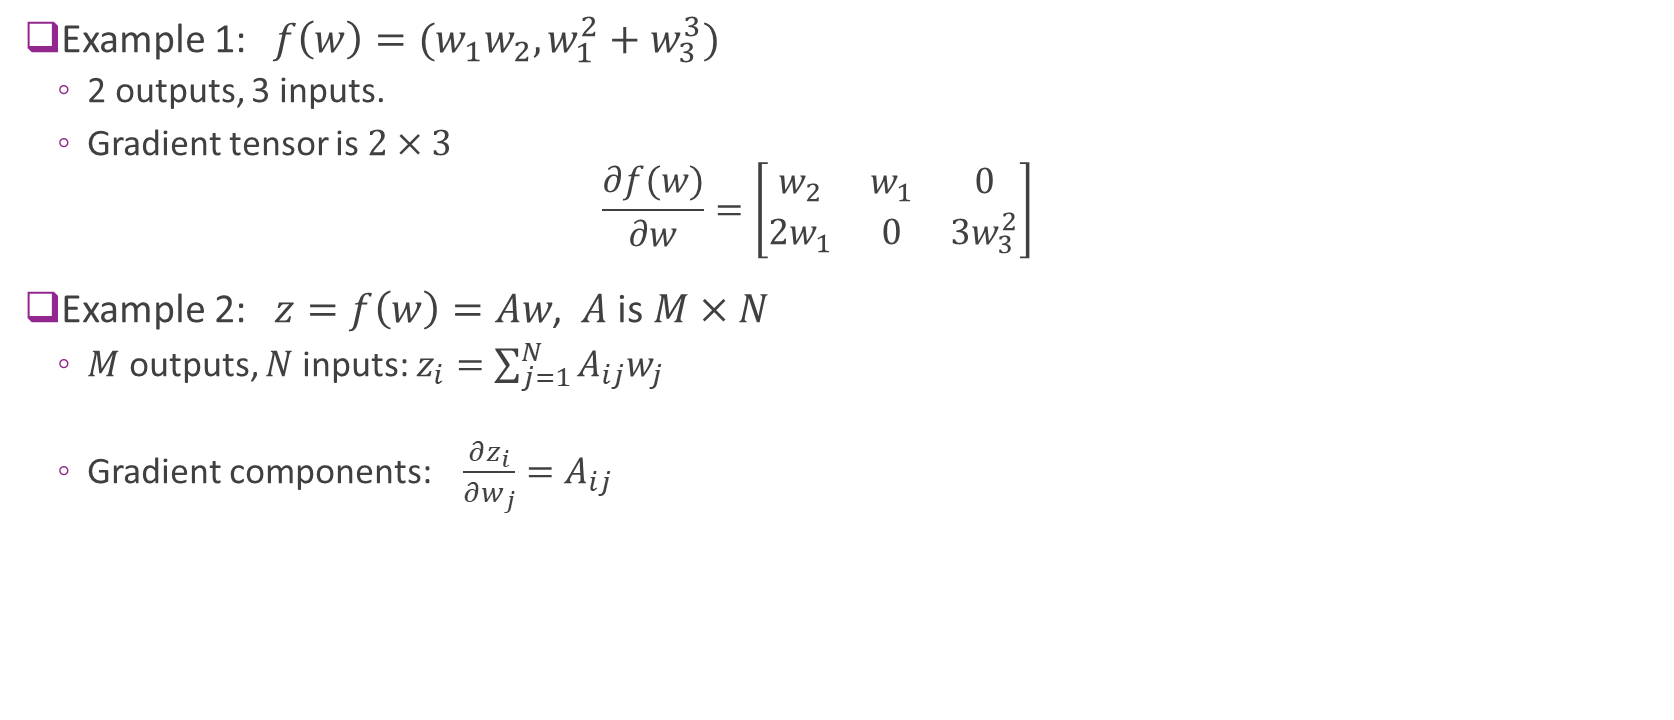 ❑Example 1: f(w) = (w₁w₂, w₁² + w₃³)
◦ 2 outputs, 3 inputs.
◦ Gradient tensor is 2 × 3
∂f(w)/∂w = [w₂ w₁ 0; 2w₁ 0 3w₃²]
❑Example 2: z = f(w) = Aw, A is M × N
◦ M outputs, N inputs: zᵢ = ∑ⱼ₌₁ᴺ Aᵢⱼwⱼ
◦ Gradient components: ∂zᵢ/∂wⱼ = Aᵢⱼ